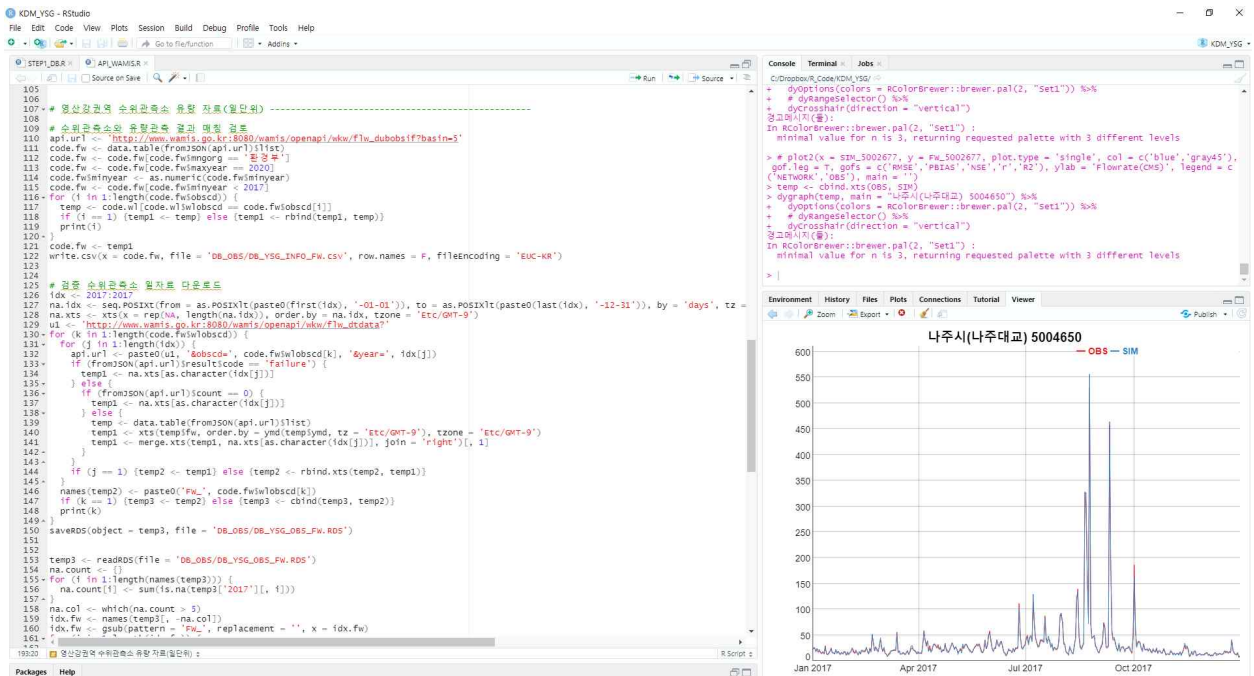 KDM_YSG - RStudio
File Edit Code View Plots Session Build Debug Profile Tools Help
Go to file/function Addins KDM_YSG
STEP1_DB.R API_WAMIS.R
Source on Save Run Source
105
106
107 # 영산강권역 수위관측소 유량 자료(일단위) ----------------------------------------------------
108
109 # 수위관측소와 유량관측 결과 매칭 검토
110 api.url <- 'http://www.wamis.go.kr:8080/wamis/openapi/wkw/flw_dubobsif?basin=5'
111 code.fw <- data.table(fromJSON(api.url)$list)
112 code.fw <- code.fw[code.fw$mngorg == '환경부']
113 code.fw <- code.fw[code.fw$maxyear == 2020]
114 code.fw$minyear <- as.numeric(code.fw$minyear)
115 code.fw <- code.fw[code.fw$minyear < 2017]
116 for (i in 1:length(code.fw$obscd)) {
117 temp <- code.wl[code.wl$wlobscd == code.fw$obscd[i]]
118 if (i == 1) {temp1 <- temp} else {temp1 <- rbind(temp1, temp)}
119 print(i)
120 }
121 code.fw <- temp1
122 write.csv(x = code.fw, file = 'DB_OBS/DB_YSG_INFO_FW.csv', row.names = F, fileEncoding = 'EUC-KR')
123
124
125 # 검증 수위관측소 일자료 다운로드
126 idx <- 2017:2017
127 na.idx <- seq.POSIXt(from = as.POSIXlt(paste0(first(idx), '-01-01')), to = as.POSIXlt(paste0(last(idx), '-12-31')), by = 'days', tz =
128 na.xts <- xts(x = rep(NA, length(na.idx)), order.by = na.idx, tzone = 'Etc/GMT-9')
129 u1 <- 'http://www.wamis.go.kr:8080/wamis/openapi/wkw/flw_dtdata?'
130 for (k in 1:length(code.fw$wlobscd)) {
131 for (j in 1:length(idx)) {
132 api.url <- paste0(u1, '&obscd=', code.fw$wlobscd[k], '&year=', idx[j])
133 if (fromJSON(api.url)$result$code == 'failure') {
134 temp1 <- na.xts[as.character(idx[j])]
135 } else {
136 if (fromJSON(api.url)$count == 0) {
137 temp1 <- na.xts[as.character(idx[j])]
138 } else {
139 temp <- data.table(fromJSON(api.url)$list)
140 temp1 <- xts(temp$fw, order.by = ymd(temp$ymd, tz = 'Etc/GMT-9'), tzone = 'Etc/GMT-9')
141 temp1 <- merge.xts(temp1, na.xts[as.character(idx[j])], join = 'right')[, 1]
142 }
143 }
144 if (j == 1) {temp2 <- temp1} else {temp2 <- rbind.xts(temp2, temp1)}
145 }
146 names(temp2) <- paste0('FW_', code.fw$wlobscd[k])
147 if (k == 1) {temp3 <- temp2} else {temp3 <- cbind(temp3, temp2)}
148 print(k)
149 }
150 saveRDS(object = temp3, file = 'DB_OBS/DB_YSG_OBS_FW.RDS')
151
152
153 temp3 <- readRDS(file = 'DB_OBS/DB_YSG_OBS_FW.RDS')
154 na.count <- {}
155 for (i in 1:length(names(temp3))) {
156 na.count[i] <- sum(is.na(temp3['2017'][, i]))
157 }
158 na.col <- which(na.count > 5)
159 idx.fw <- names(temp3[, -na.col])
160 idx.fw <- gsub(pattern = 'FW_', replacement = '', x = idx.fw)
161
193:20 영산강권역 수위관측소 유량 자료(일단위) R Script
Packages Help
Console Terminal Jobs
C:/Dropbox/R_Code/KDM_YSG/
+ dyOptions(colors = RColorBrewer::brewer.pal(2, "Set1")) %>%
+ # dyRangeSelector() %>%
+ dyCrosshair(direction = "vertical")
경고메시지(들):
In RColorBrewer::brewer.pal(2, "Set1") :
minimal value for n is 3, returning requested palette with 3 different levels
> # plot2(x = SIM_5002677, y = FW_5002677, plot.type = 'single', col = c('blue','gray45'),
gof.leg = T, gofs = c('RMSE','PBIAS','NSE','r','R2'), ylab = 'Flowrate(CMS)', legend = c
('NETWORK','OBS'), main = '')
> temp <- cbind.xts(OBS, SIM)
> dygraph(temp, main = "나주시(나주대교) 5004650") %>%
+ dyOptions(colors = RColorBrewer::brewer.pal(2, "Set1")) %>%
+ # dyRangeSelector() %>%
+ dyCrosshair(direction = "vertical")
경고메시지(들):
In RColorBrewer::brewer.pal(2, "Set1") :
minimal value for n is 3, returning requested palette with 3 different levels
>
Environment History Files Plots Connections Tutorial Viewer
Zoom Export Publish
나주시(나주대교) 5004650
OBS SIM
600
550
500
450
400
350
300
250
200
150
100
50
0
Jan 2017 Apr 2017 Jul 2017 Oct 2017